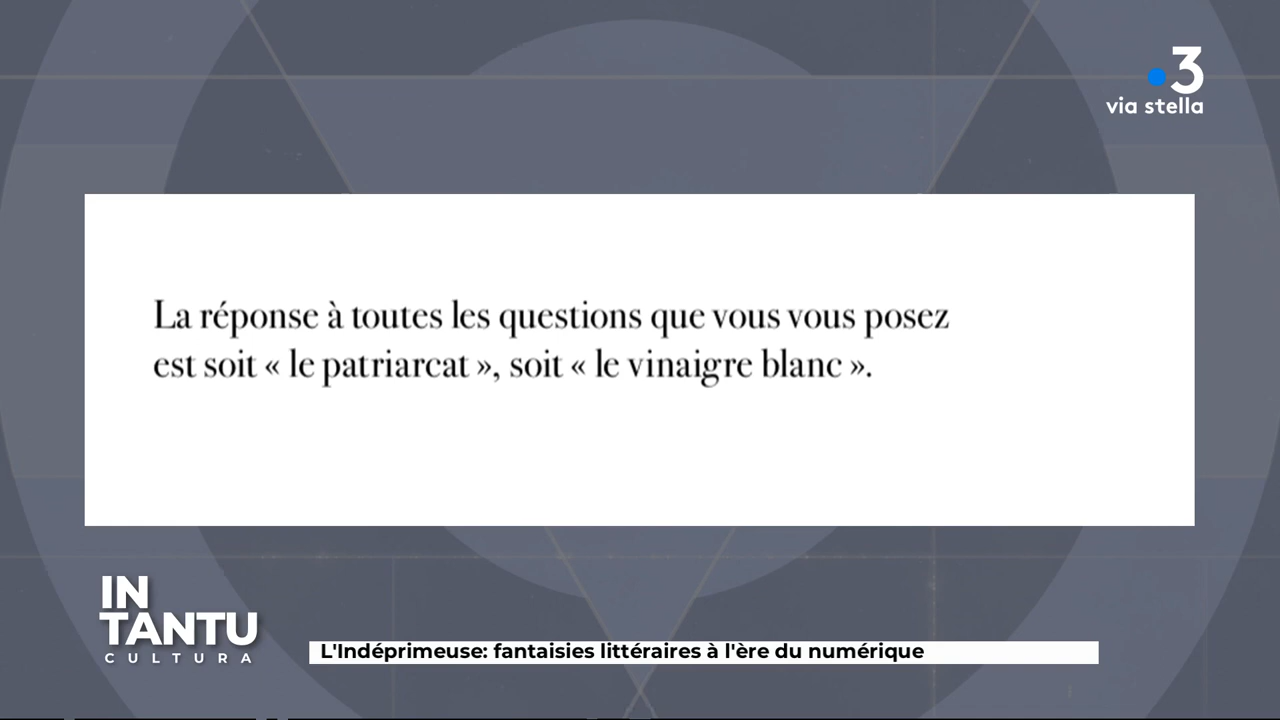 3
via stella
La réponse à toutes les questions que vous vous posez
est soit « le patriarcat », soit « le vinaigre blanc ».
IN
TANTU
CULTURA
L'Indéprimeuse: fantaisies littéraires à l'ère du numérique